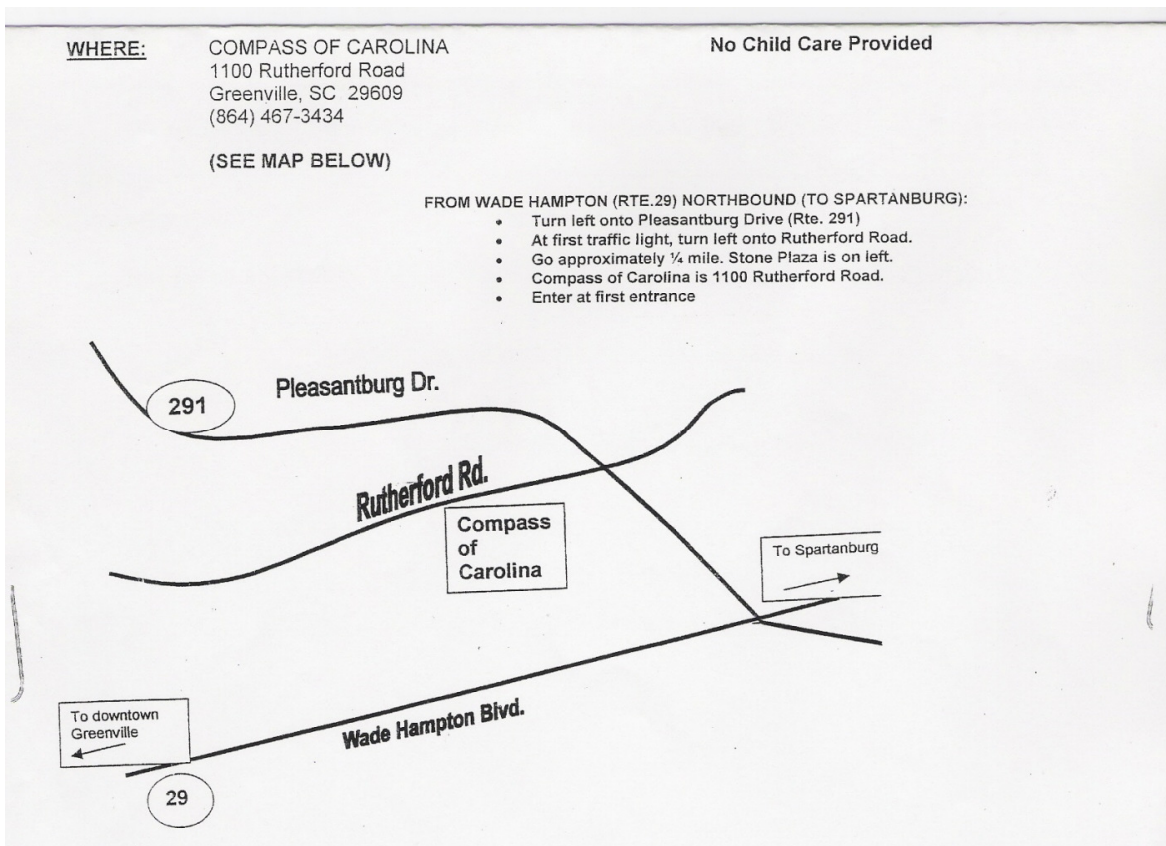 WHERE: COMPASS OF CAROLINA No Child Care Provided
1100 Rutherford Road
Greenville, SC 29609
(864) 467-3434
(SEE MAP BELOW)
FROM WADE HAMPTON (RTE.29) NORTHBOUND (TO SPARTANBURG):
• Turn left onto Pleasantburg Drive (Rte. 291)
• At first traffic light, turn left onto Rutherford Road.
• Go approximately ¼ mile. Stone Plaza is on left.
• Compass of Carolina is 1100 Rutherford Road.
• Enter at first entrance
Pleasantburg Dr.
291
Rutherford Rd.
Compass
of
Carolina
To Spartanburg
To downtown
Greenville
Wade Hampton Blvd.
29